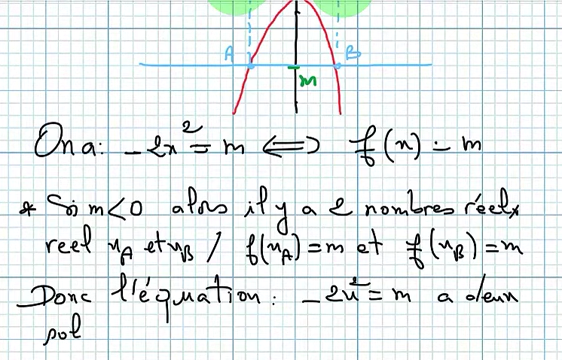 A B
m
On a: -2x² = m ⟺ f(x) = m
* Si m<0 alors il y a 2 nombres réelx
reel x_A et x_B / f(x_A) = m et f(x_B) = m
Donc l'équation: -2x² = m a deux
sol